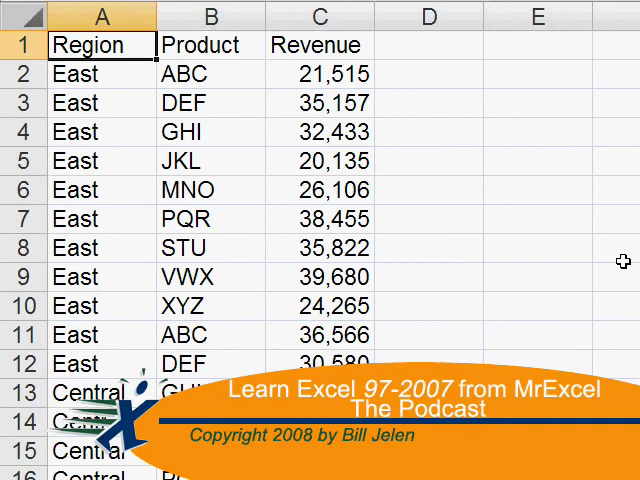 A B C D E
1 Region Product Revenue
2 East ABC 21,515
3 East DEF 35,157
4 East GHI 32,433
5 East JKL 20,135
6 East MNO 26,106
7 East PQR 38,455
8 East STU 35,822
9 East VWX 39,680
10 East XYZ 24,265
11 East ABC 36,566
12 East DEF 30,580
13 Central
14
15 Central
16 Central
Learn Excel 97-2007 from MrExcel
The Podcast
Copyright 2008 by Bill Jelen